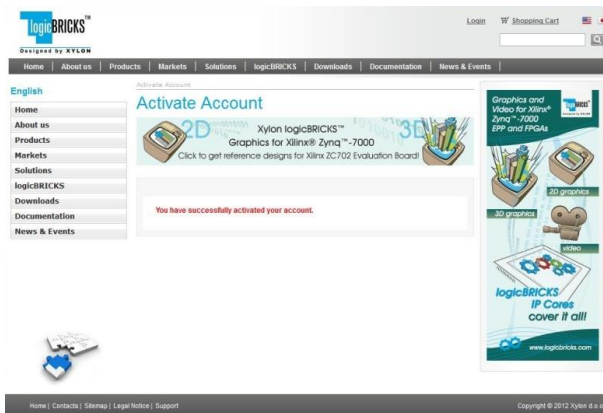 logicBRICKS™
Designed by XYLON
Login
Shopping Cart
Home | About us | Products | Markets | Solutions | logicBRICKS | Downloads | Documentation | News & Events |
English
Home
About us
Products
Markets
Solutions
logicBRICKS
Downloads
Documentation
News & Events
Activate Account
Activate Account
2D
Xylon logicBRICKS™
Graphics for Xilinx® Zynq™-7000
Click to get reference designs for Xilinx ZC702 Evaluation Board!
3D
You have successfully activated your account.
Graphics and
Video for Xilinx®
Zynq™-7000
EPP and FPGAs
logicBRICKS
2D graphics
3D graphics
video
logicBRICKS
IP Cores
cover it all!
www.logicbricks.com
Home | Contacts | Sitemap | Legal Notice | Support
Copyright © 2012 Xylon d.o.